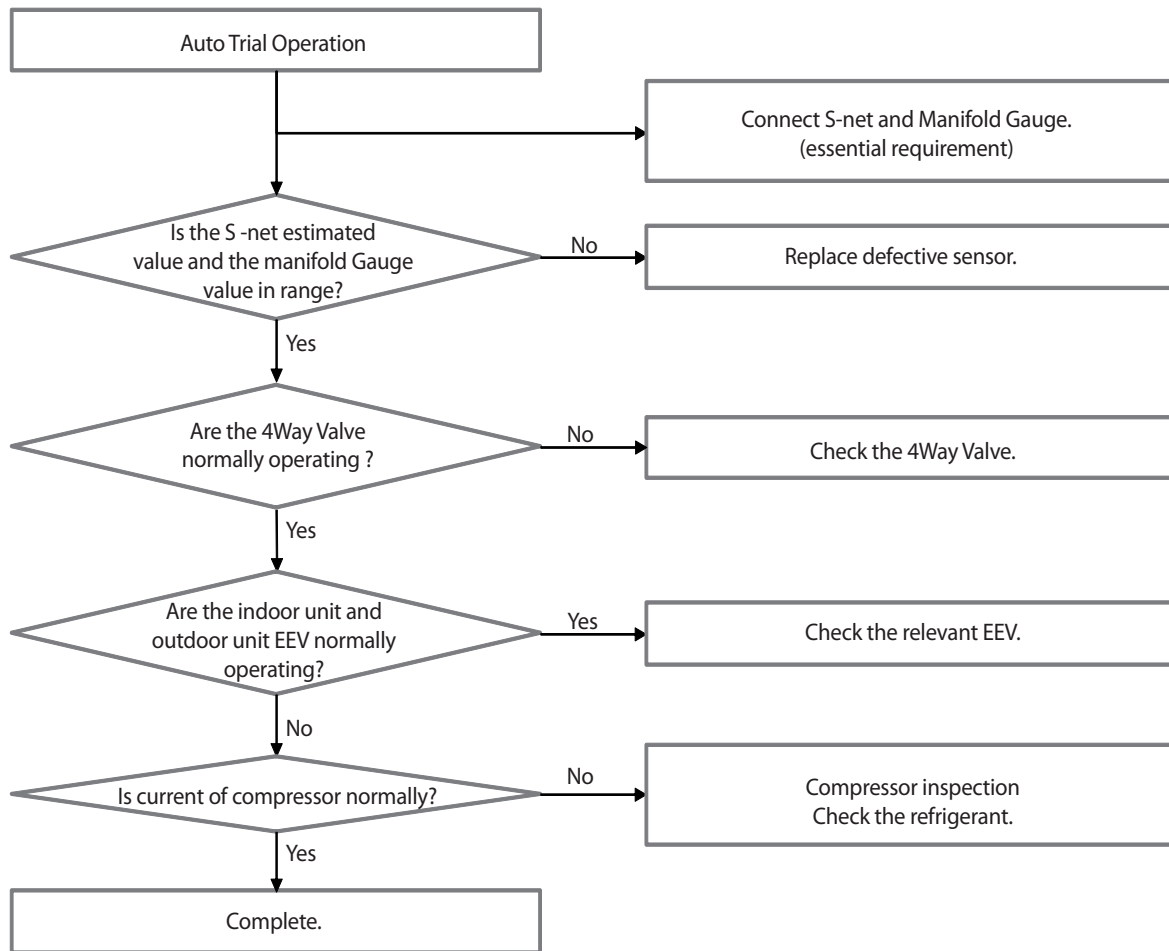 Auto Trial Operation
Connect S-net and Manifold Gauge.
(essential requirement)
Is the S -net estimated
value and the manifold Gauge
value in range?
No
Replace defective sensor.
Yes
Are the 4Way Valve
normally operating ?
No
Check the 4Way Valve.
Yes
Are the indoor unit and
outdoor unit EEV normally
operating?
Yes
Check the relevant EEV.
No
Is current of compressor normally?
No
Compressor inspection
Check the refrigerant.
Yes
Complete.